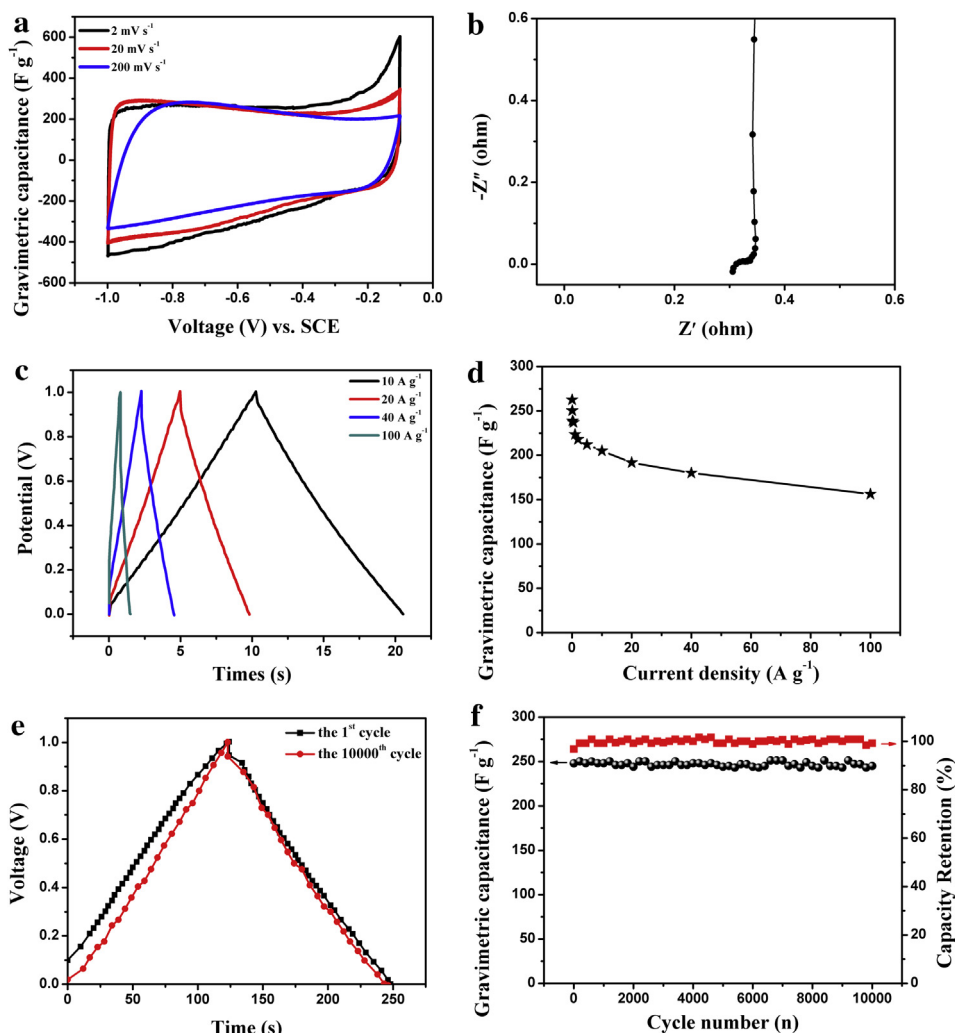 a
2 mV s⁻¹
20 mV s⁻¹
200 mV s⁻¹
Gravimetric capacitance (F g⁻¹)
600
400
200
0
-200
-400
-600
-1.0 -0.8 -0.6 -0.4 -0.2 0.0
Voltage (V) vs. SCE
b
-Z″ (ohm)
0.6
0.4
0.2
0.0
0.0 0.2 0.4 0.6
Z′ (ohm)
c
10 A g⁻¹
20 A g⁻¹
40 A g⁻¹
100 A g⁻¹
Potential (V)
1.0
0.8
0.6
0.4
0.2
0.0
0 5 10 15 20
Times (s)
d
Gravimetric capacitance (F g⁻¹)
300
250
200
150
100
50
0
0 20 40 60 80 100
Current density (A g⁻¹)
e
the 1ˢᵗ cycle
the 10000ᵗʰ cycle
Voltage (V)
1.0
0.8
0.6
0.4
0.2
0.0
0 50 100 150 200 250
Time (s)
f
Gravimetric capacitance (F g⁻¹)
300
275
250
225
200
175
150
125
100
75
50
25
0
0 2000 4000 6000 8000 10000
Cycle number (n)
100
80
60
40
20
0
Capacity Retention (%)